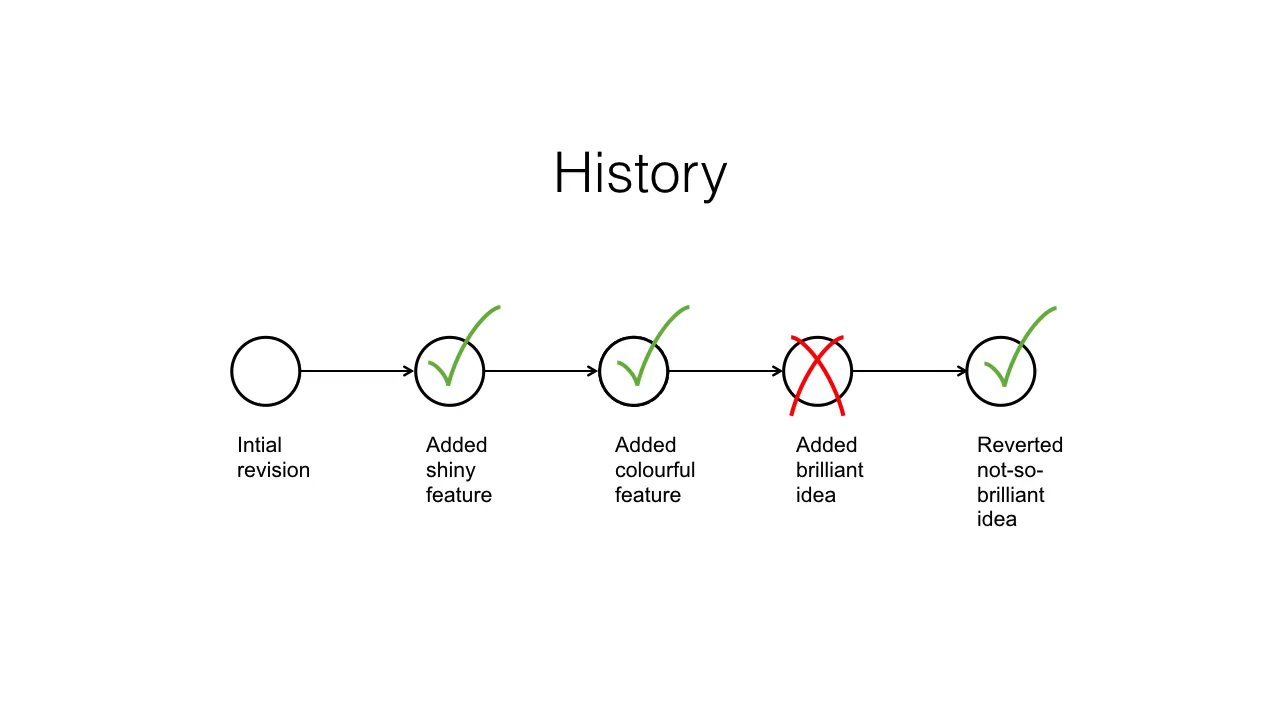 History
Intial
revision
Added
shiny
feature
Added
colourful
feature
Added
brilliant
idea
Reverted
not-so-
brilliant
idea